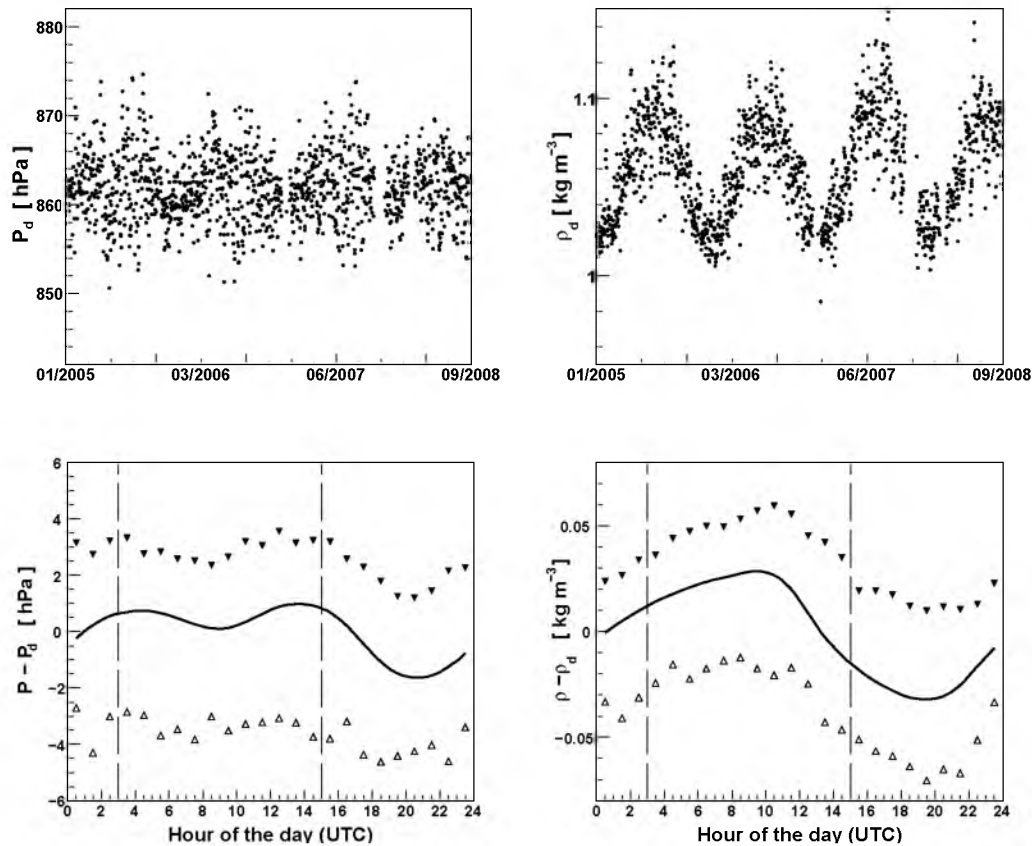 880
870
860
850
P_d [ hPa ]
01/2005 03/2006 06/2007 09/2008
1.1
1
ρ_d [ kg m⁻³ ]
01/2005 03/2006 06/2007 09/2008
6
4
2
0
−2
−4
−6
P − P_d [ hPa ]
0 2 4 6 8 10 12 14 16 18 20 22 24
Hour of the day (UTC)
0.05
0
−0.05
ρ − ρ_d [ kg m⁻³ ]
0 2 4 6 8 10 12 14 16 18 20 22 24
Hour of the day (UTC)